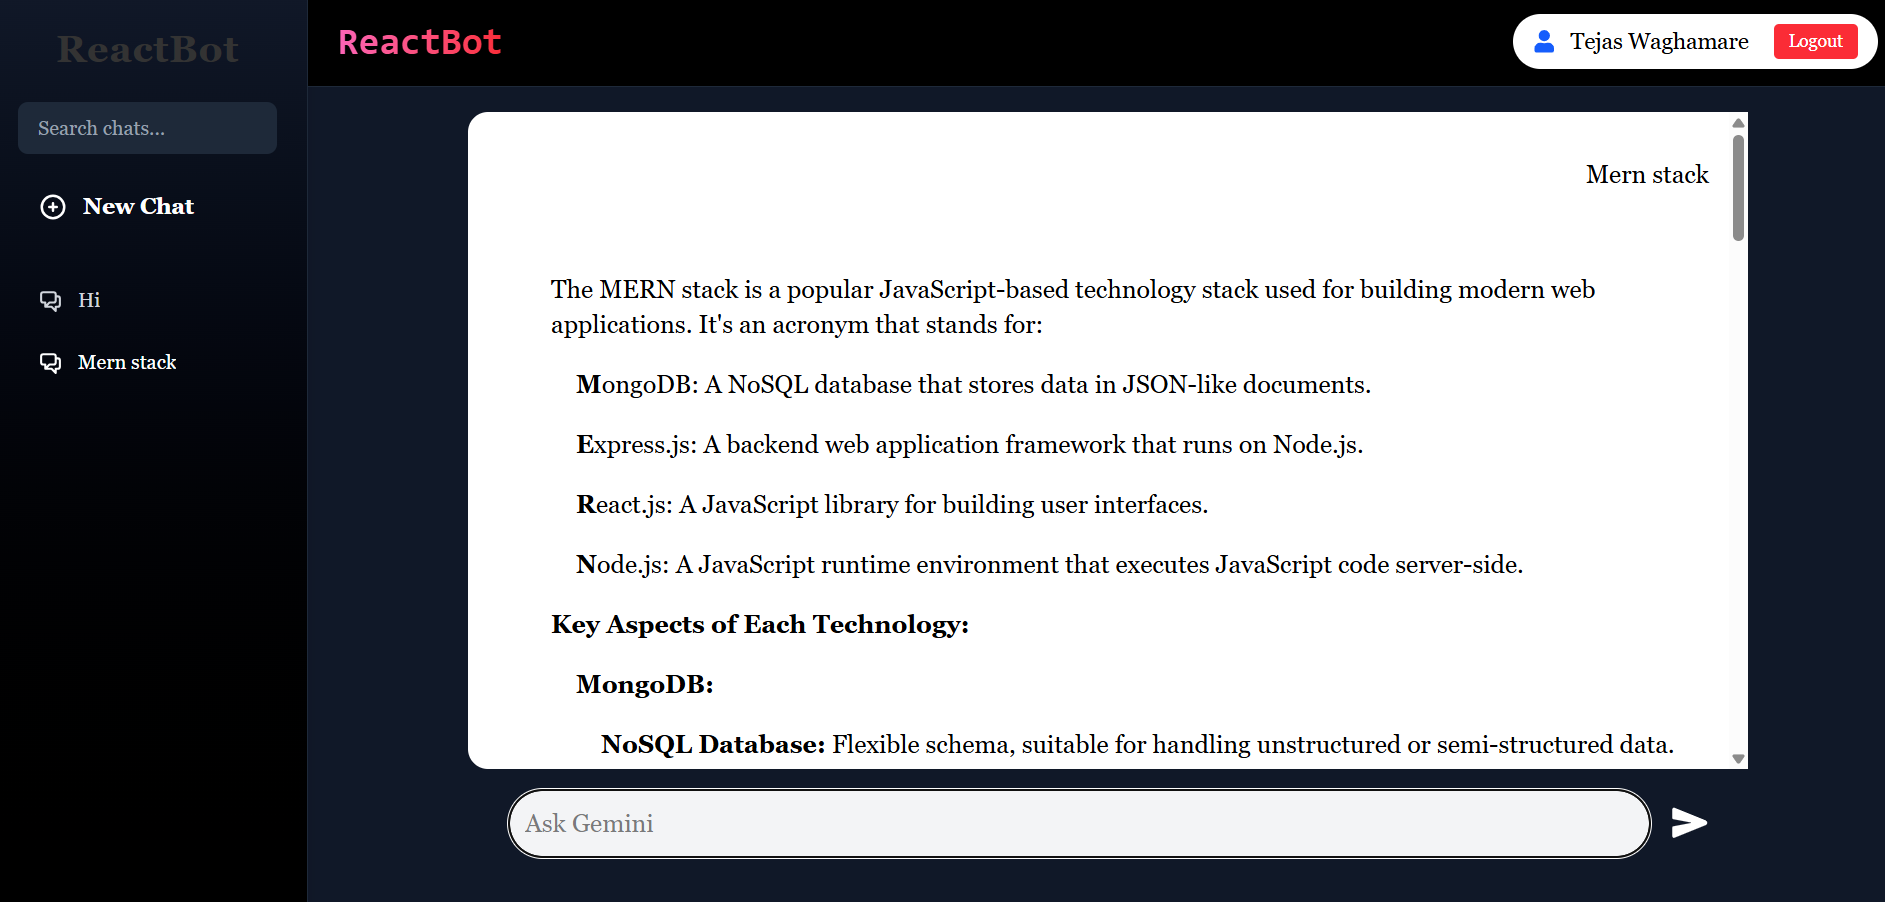 ReactBot
Search chats...
New Chat
Hi
Mern stack
ReactBot
Tejas Waghamare
Logout
Mern stack
The MERN stack is a popular JavaScript-based technology stack used for building modern web
applications. It's an acronym that stands for:
MongoDB: A NoSQL database that stores data in JSON-like documents.
Express.js: A backend web application framework that runs on Node.js.
React.js: A JavaScript library for building user interfaces.
Node.js: A JavaScript runtime environment that executes JavaScript code server-side.
Key Aspects of Each Technology:
MongoDB:
NoSQL Database: Flexible schema, suitable for handling unstructured or semi-structured data.
Ask Gemini